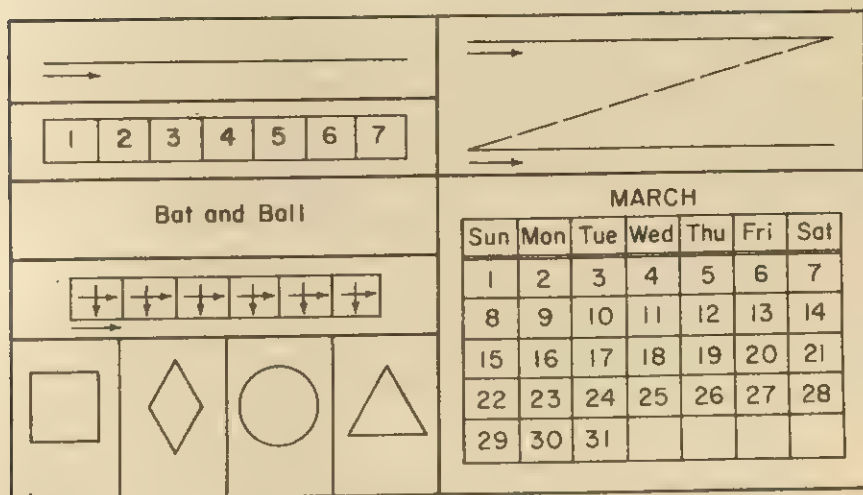 1 2 3 4 5 6 7
Bat and Ball
MARCH
Sun Mon Tue Wed Thu Fri Sat
1 2 3 4 5 6 7
8 9 10 11 12 13 14
15 16 17 18 19 20 21
22 23 24 25 26 27 28
29 30 31